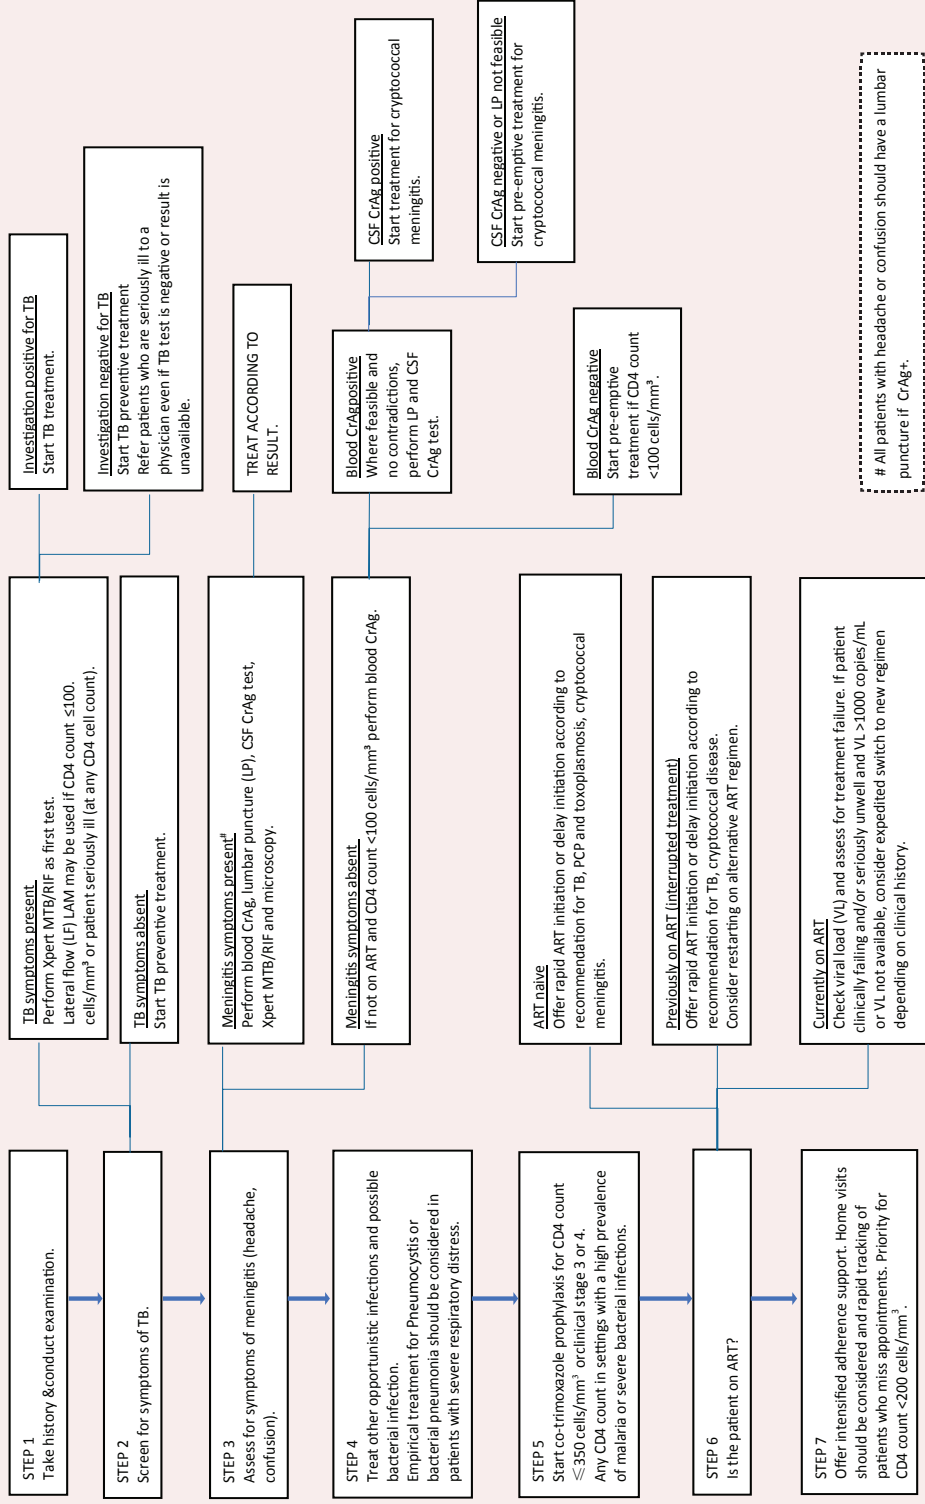 STEP 1
Take history &conduct examination.
STEP 2
Screen for symptoms of TB.
TB symptoms present
Perform Xpert MTB/RIF as first test.
Lateral flow (LF) LAM may be used if CD4 count ≤100.
cells/mm³ or patient seriously ill (at any CD4 cell count).
Investigation positive for TB
Start TB treatment.
Investigation negative for TB
Start TB preventive treatment
Refer patients who are seriously ill to a
physician even if TB test is negative or result is
unavailable.
TB symptoms absent
Start TB preventive treatment.
STEP 3
Assess for symptoms of meningitis (headache,
confusion).
Meningitis symptoms present#
Perform blood CrAg, lumbar puncture (LP), CSF CrAg test,
Xpert MTB/RIF and microscopy.
TREAT ACCORDING TO
RESULT.
Meningitis symptoms absent
If not on ART and CD4 count <100 cells/mm³ perform blood CrAg.
Blood CrAgpositive
Where feasible and
no contradictions,
perform LP and CSF
CrAg test.
CSF CrAg positive
Start treatment for cryptococcal
meningitis.
CSF CrAg negative or LP not feasible
Start pre-emptive treatment for
cryptococcal meningitis.
Blood CrAg negative
Start pre-emptive
treatment if CD4 count
<100 cells/mm³.
STEP 4
Treat other opportunistic infections and possible
bacterial infection.
Empirical treatment for Pneumocystis or
bacterial pneumonia should be considered in
patients with severe respiratory distress.
STEP 5
Start co-trimoxazole prophylaxis for CD4 count
≤350 cells/mm³ orclinical stage 3 or 4.
Any CD4 count in settings with a high prevalence
of malaria or severe bacterial infections.
STEP 6
Is the patient on ART?
ART naive
Offer rapid ART initiation or delay initiation according to
recommendation for TB, PCP and toxoplasmosis, cryptococcal
meningitis.
Previously on ART (interrupted treatment)
Offer rapid ART initiation or delay initiation according to
recommendation for TB, cryptococcal disease.
Consider restarting on alternative ART regimen.
Currently on ART
Check viral load (VL) and assess for treatment failure. If patient
clinically failing and/or seriously unwell and VL >1000 copies/mL
or VL not available, consider expedited switch to new regimen
depending on clinical history.
STEP 7
Offer intensified adherence support. Home visits
should be considered and rapid tracking of
patients who miss appointments. Priority for
CD4 count <200 cells/mm³.
# All patients with headache or confusion should have a lumbar
puncture if CrAg+.